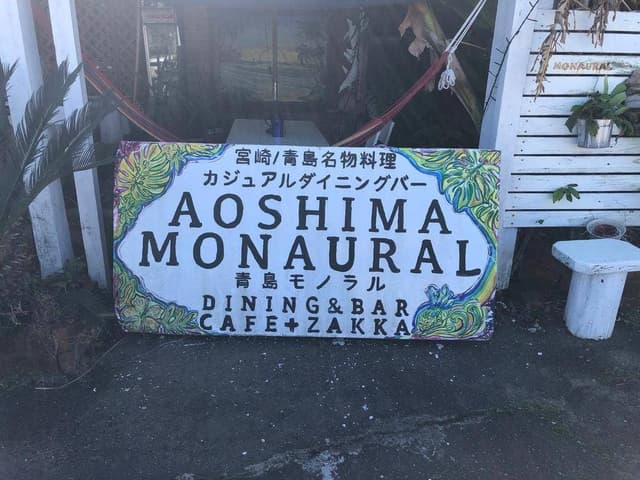 宮崎/青島名物料理
カジュアルダイニングバー
AOSHIMA
MONAURAL
青島モノラル
DINING&BAR
CAFE+ZAKKA
MONAURAL